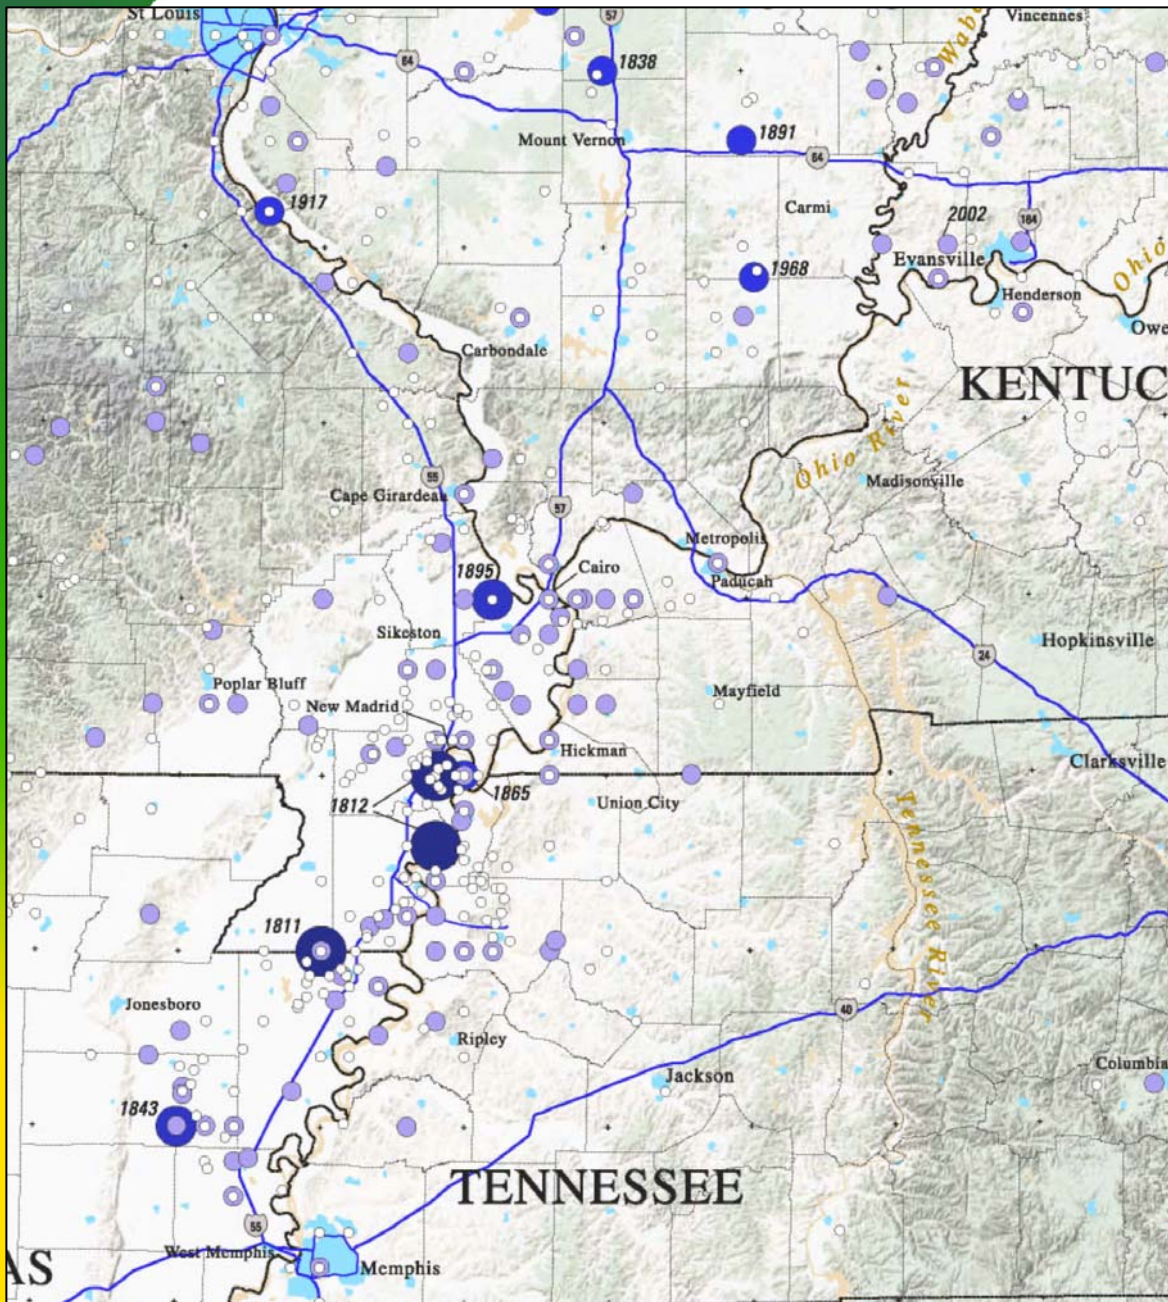 St Louis
57
Vincennes
Wab
64
1838
Mount Vernon
1891
64
1917
Carmi
2002
164
Evansville
Ohio
1968
Henderson
Owe
Carbondale
KENTUC
Ohio River
55
Cape Girardeau
Madisonville
57
Metropolis
1895
Cairo
Paducah
Sikeston
Hopkinsville
24
Poplar Bluff
Mayfield
New Madrid
Hickman
Clarksville
1812
1865
Union City
Tennessee River
1811
Jonesboro
40
Ripley
Columbia
Jackson
1843
TENNESSEE
55
West Memphis
AS
Memphis